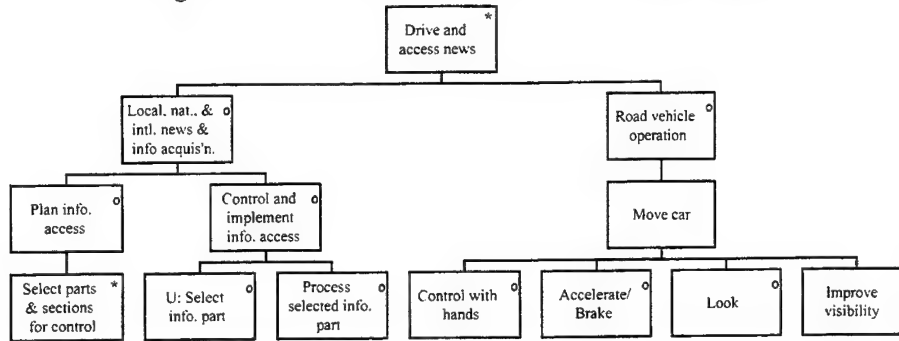 Drive and *
access news
Local, nat., & o
intl. news &
info acquis'n.
Road vehicle o
operation
Plan info. o
access
Control and o
implement
info. access
Move car
Select parts *
& sections
for control
U: Select o
info. part
Process o
selected info.
part
Control with o
hands
Accelerate/ o
Brake
Look o
Improve
visibility